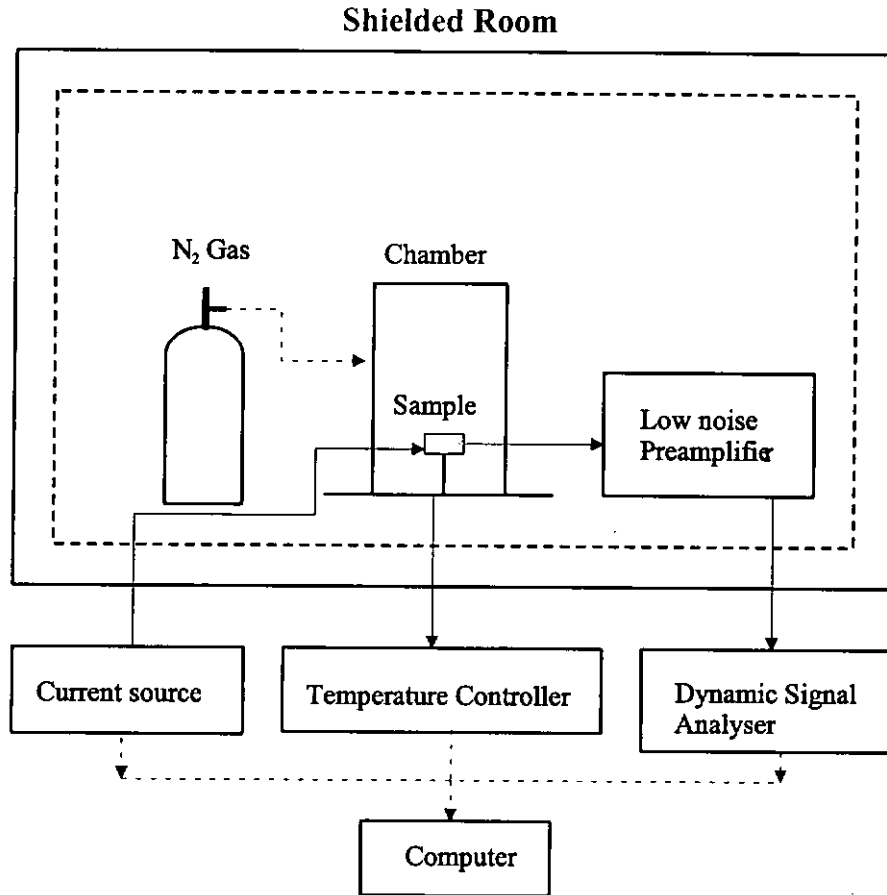 Shielded Room
N₂ Gas
Chamber
Sample
Low noise
Preamplifier
Current source
Temperature Controller
Dynamic Signal
Analyser
Computer